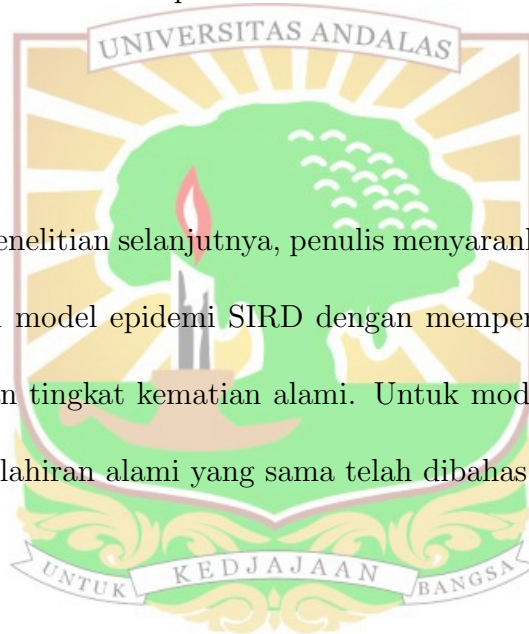 UNIVERSITAS ANDALAS
enelitian selanjutnya, penulis menyarank
model epidemi SIRD dengan memper
n tingkat kematian alami. Untuk mod
lahiran alami yang sama telah dibahas
UNTUK KEDJAJAAN BANGSA